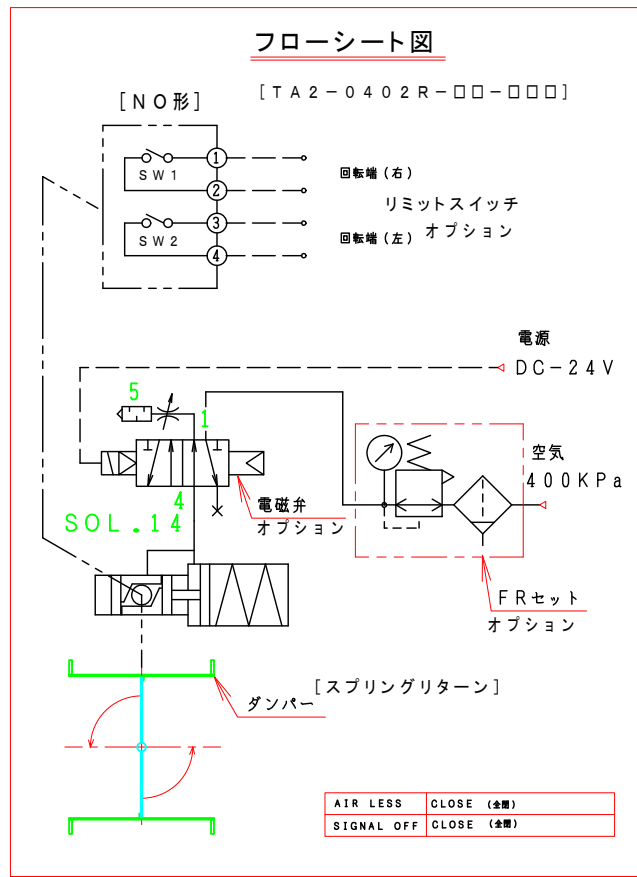 フローシート図
[TA2-0402R-□□-□□□]
[NO形]
1
SW1
2
回転端(右)
リミットスイッチ
オプション
3
SW2
4
回転端(左)
電源
DC-24V
5
1
空気
400KPa
4
SOL.14
電磁弁
オプション
FRセット
オプション
[スプリングリターン]
ダンパー
AIR LESS CLOSE (全閉)
SIGNAL OFF CLOSE (全閉)